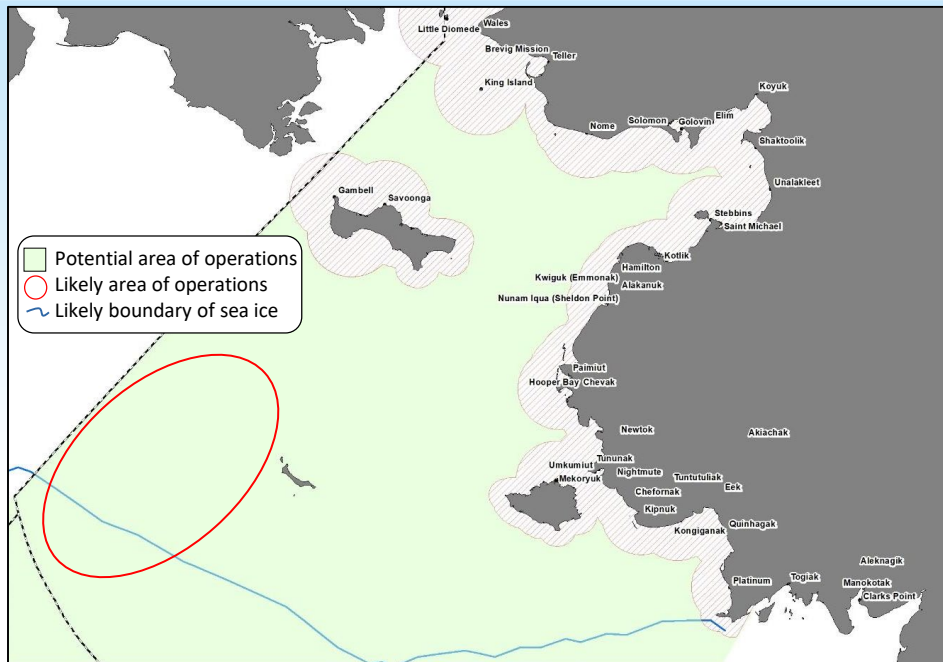 Little Diomede
Wales
Brevig Mission
Teller
King Island
Koyuk
Nome
Solomon
Golovin
Elim
Shaktoolik
Unalakleet
Gambell
Savoonga
Stebbins
Saint Michael
Kotlik
Hamilton
Kwiguk (Emmonak)
Alakanuk
Nunam Iqua (Sheldon Point)
Potential area of operations
Likely area of operations
Likely boundary of sea ice
Paimiut
Hooper Bay
Chevak
Newtok
Akiachak
Tununak
Umkumiut
Nightmute
Mekoryuk
Tuntutuliak
Eek
Chefornak
Kipnuk
Kongiganak
Quinhagak
Aleknagik
Platinum
Togiak
Manokotak
Clarks Point